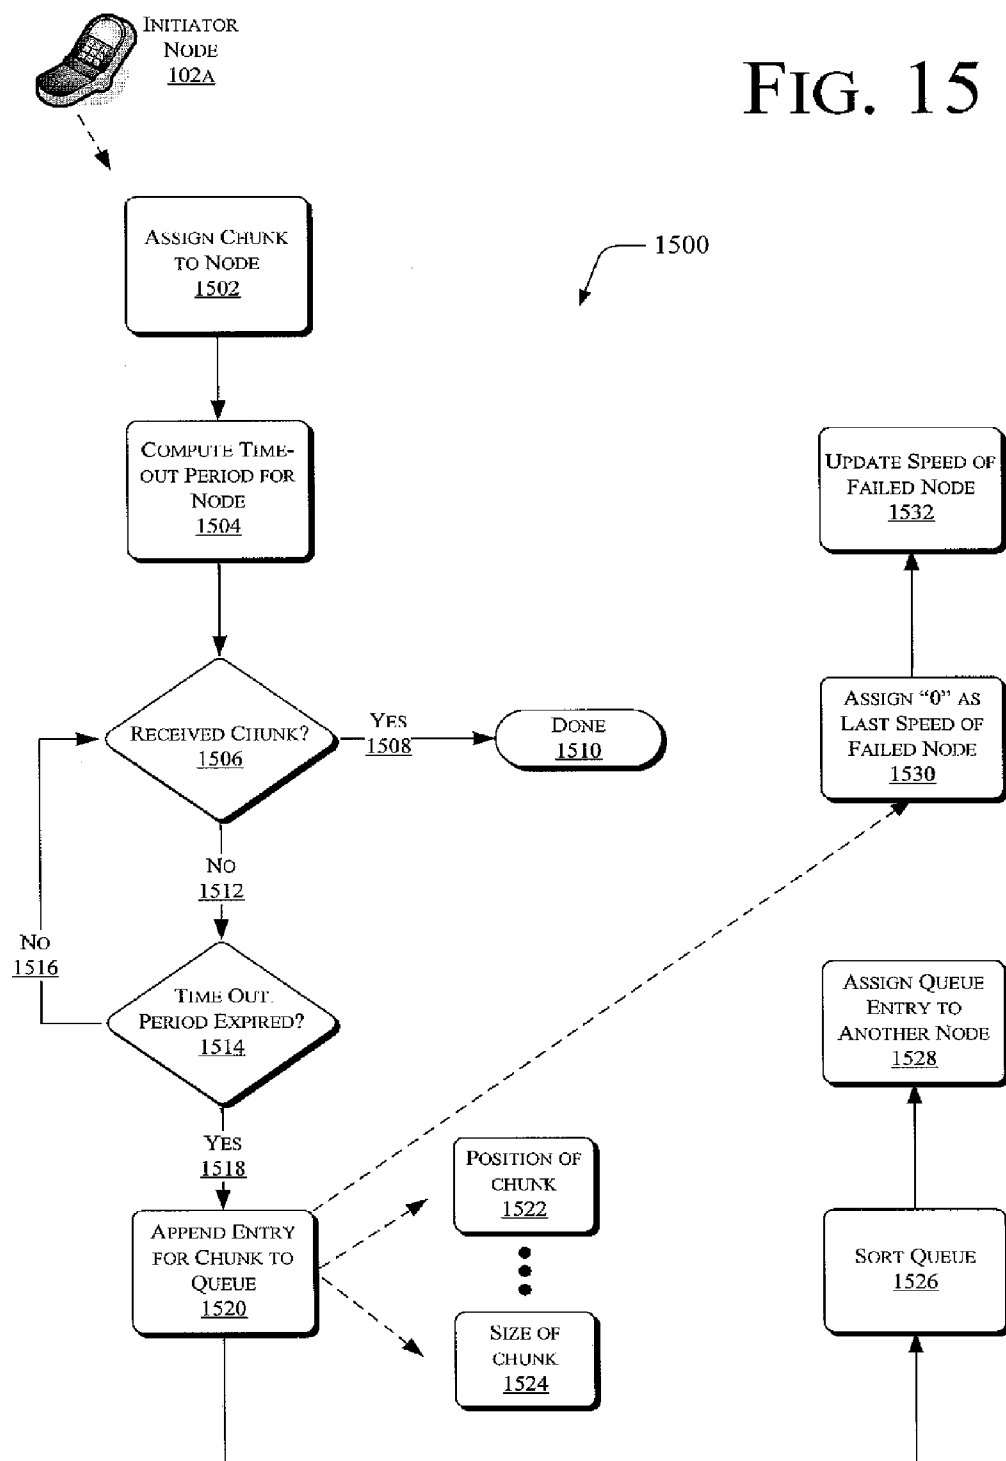 INITIATOR
NODE
102A
FIG. 15
ASSIGN CHUNK
TO NODE
1502
1500
COMPUTE TIME-
OUT PERIOD FOR
NODE
1504
UPDATE SPEED OF
FAILED NODE
1532
RECEIVED CHUNK?
1506
YES
1508
DONE
1510
ASSIGN "0" AS
LAST SPEED OF
FAILED NODE
1530
NO
1512
NO
1516
TIME OUT
PERIOD EXPIRED?
1514
ASSIGN QUEUE
ENTRY TO
ANOTHER NODE
1528
YES
1518
POSITION OF
CHUNK
1522
APPEND ENTRY
FOR CHUNK TO
QUEUE
1520
SORT QUEUE
1526
SIZE OF
CHUNK
1524